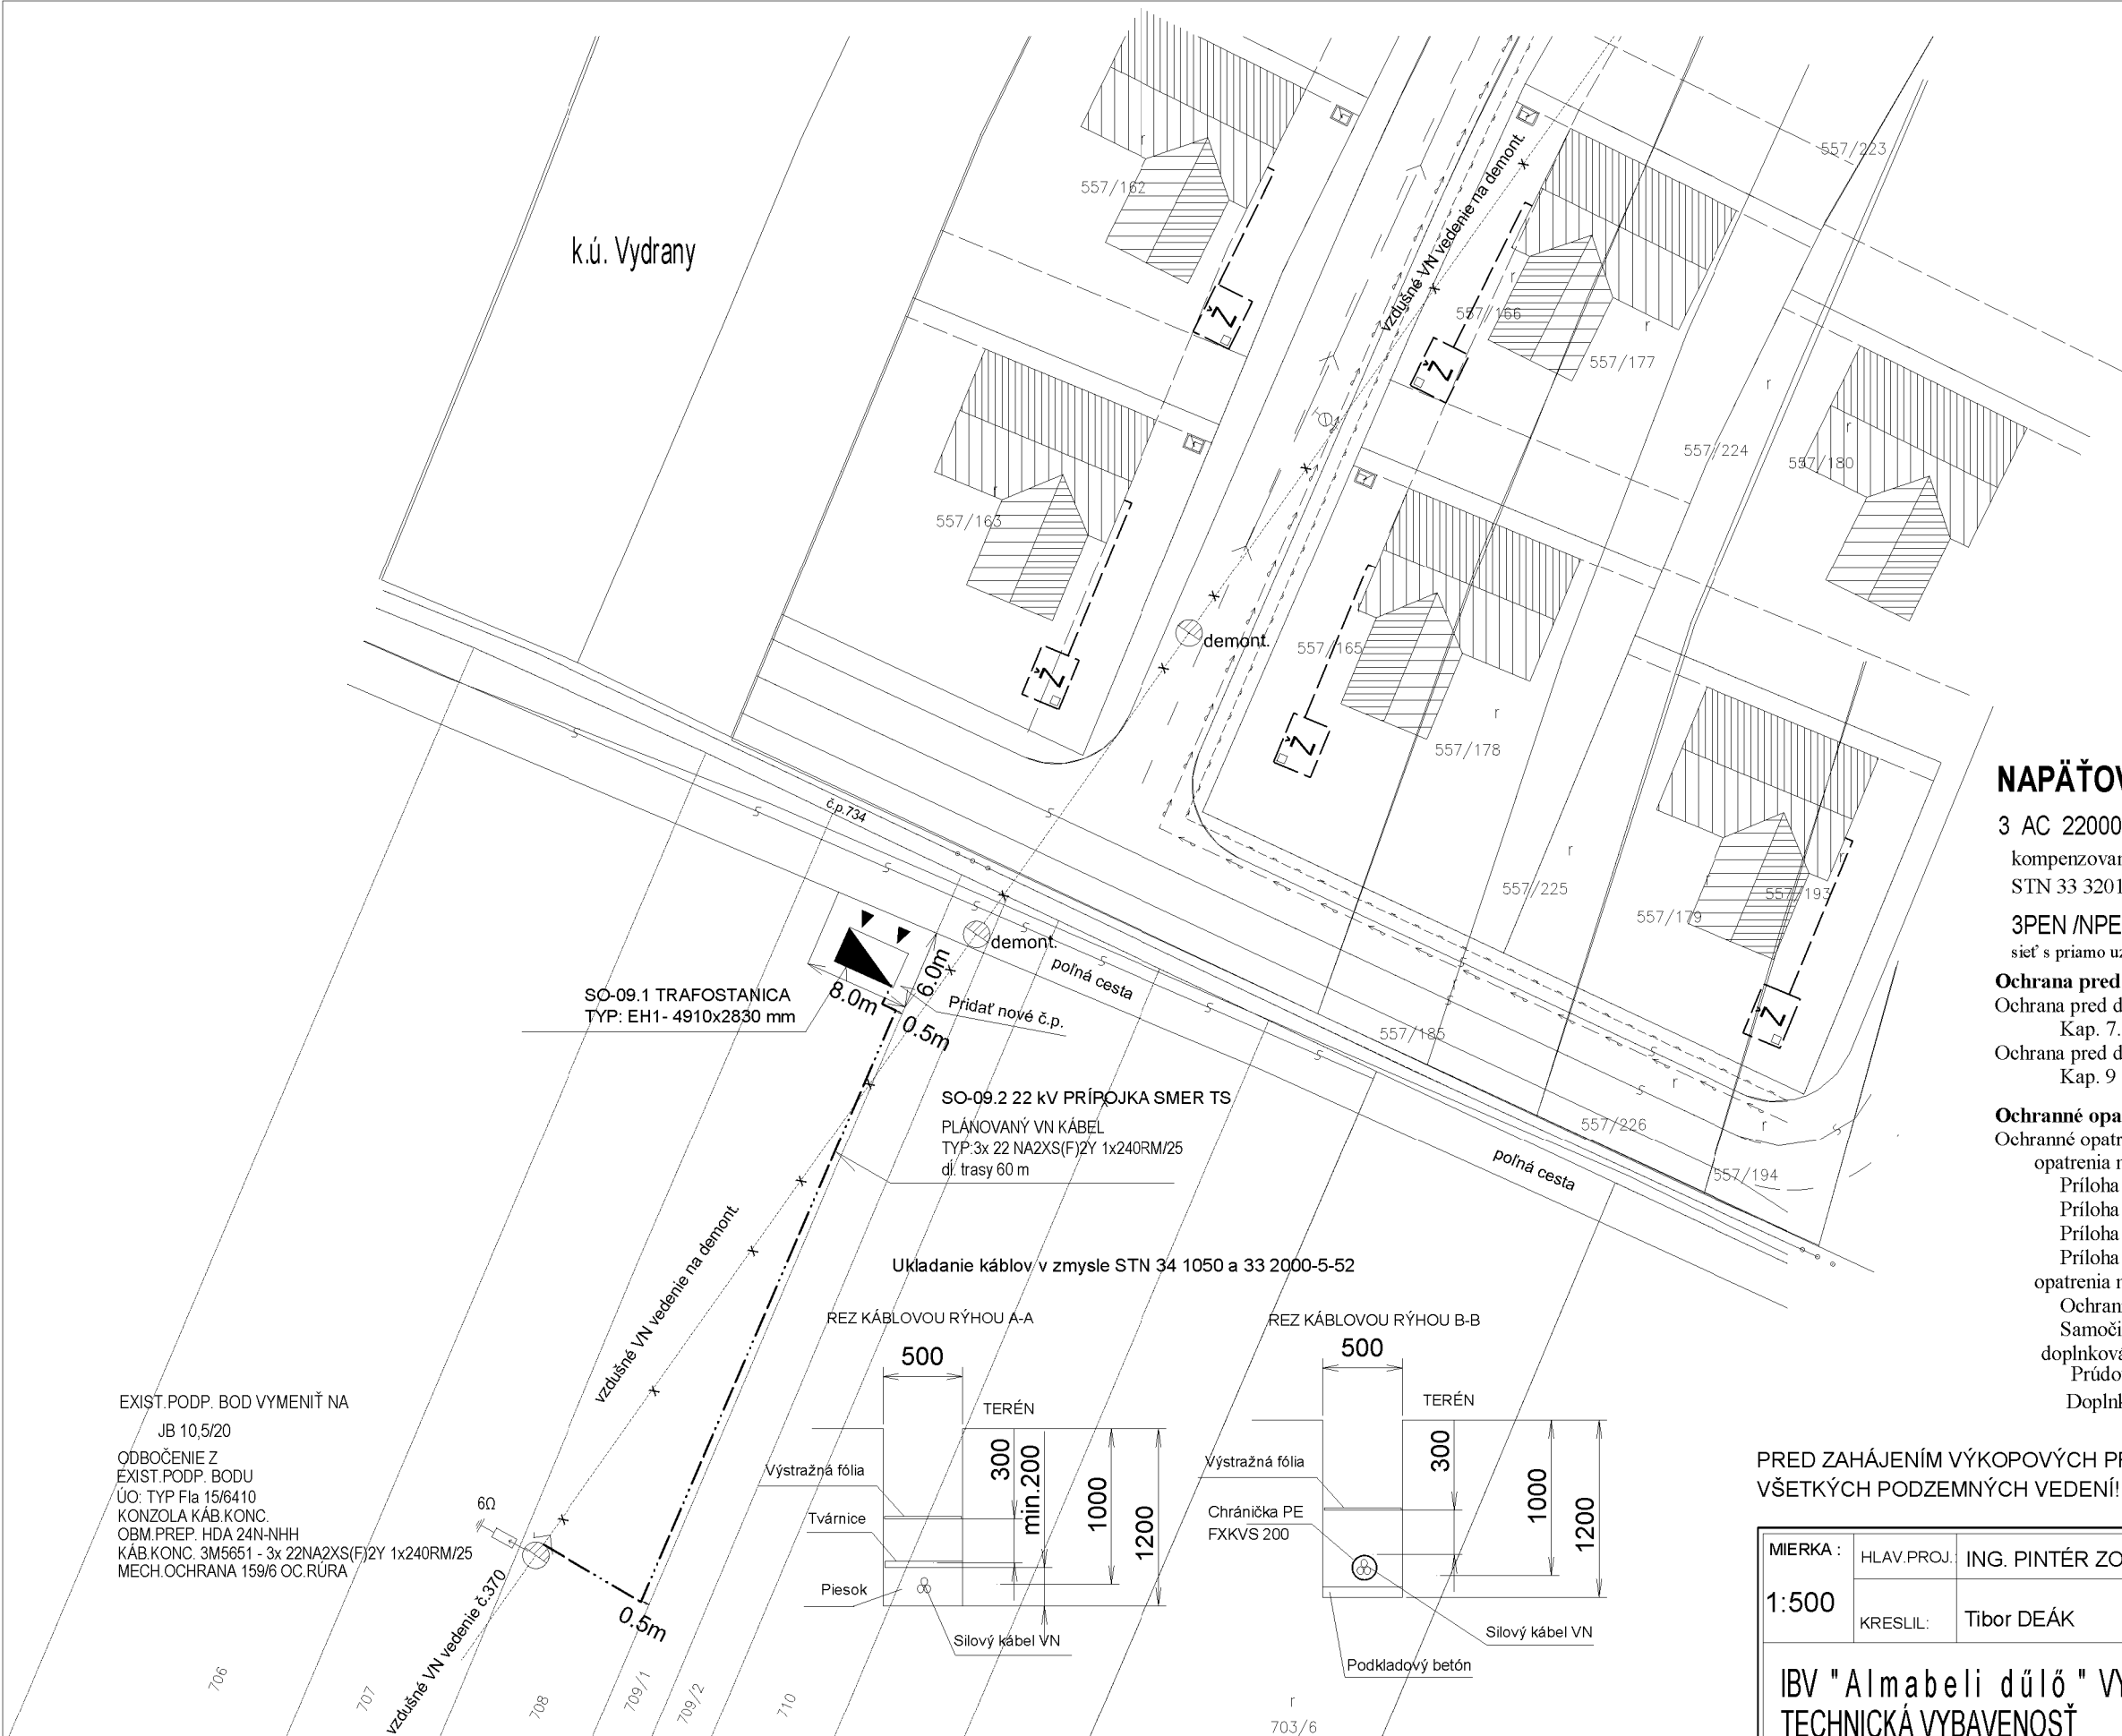 k.ú. Vydrany
557/162
557/163
557/223
557/166
557/177
557/224
557/180
557/165
557/178
557/225
557/179
557/193
557/185
557/226
557/194
r
r
r
r
r
r
r
r
r
r
r
r
r
Ž
Ž
Ž
Ž
Ž
vzdušné VN vedenie na demont.
demont.
demont.
č.p.734
poľná cesta
poľná cesta
8.0m
6.0m
0.5m
Pridať nové č.p.
SO-09.1 TRAFOSTANICA
TYP: EH1- 4910x2830 mm
SO-09.2 22 kV PRÍPOJKA SMER TS
PLÁNOVANÝ VN KÁBEL
TYP:3x 22 NA2XS(F)2Y 1x240RM/25
dĺ. trasy 60 m
vzdušné VN vedenie na demont.
Ukladanie káblov v zmysle STN 34 1050 a 33 2000-5-52
REZ KÁBLOVOU RÝHOU A-A
500
TERÉN
300
min.200
1000
1200
Výstražná fólia
Tvárnice
Piesok
Silový kábel VN
REZ KÁBLOVOU RÝHOU B-B
500
TERÉN
300
1000
1200
Výstražná fólia
Chránička PE
FXKVS 200
Silový kábel VN
Podkladový betón
EXIST.PODP. BOD VYMENIŤ NA
JB 10,5/20
ODBOČENIE Z
EXIST.PODP. BODU
ÚO: TYP Fla 15/6410
KONZOLA KÁB.KONC.
OBM.PREP. HDA 24N-NHH
KÁB.KONC. 3M5651 - 3x 22NA2XS(F)2Y 1x240RM/25
MECH.OCHRANA 159/6 OC.RÚRA
6Ω
0.5m
vzdušné VN vedenie č.370
706
707
708
709/1
709/2
710
r
703/6
NAPÄŤOV
3 AC 22000
kompenzovan
STN 33 3201
3PEN /NPE
sieť s priamo uz
Ochrana pred
Ochrana pred d
Kap. 7.
Ochrana pred d
Kap. 9
Ochranné opa
Ochranné opatr
opatrenia n
Príloha
Príloha
Príloha
Príloha
opatrenia n
Ochran
Samoči
doplnková
Prúdo
Doplnk
PRED ZAHÁJENÍM VÝKOPOVÝCH PR
VŠETKÝCH PODZEMNÝCH VEDENÍ!
MIERKA :
1:500
HLAV.PROJ.: ING. PINTÉR ZO
KRESLIL: Tibor DEÁK
IBV "Almabeli dűlő" VY
TECHNICKÁ VYBAVENOSŤ